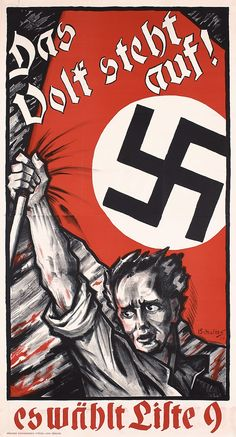 Das
Volk steht
auf!
es wählt Liste 9